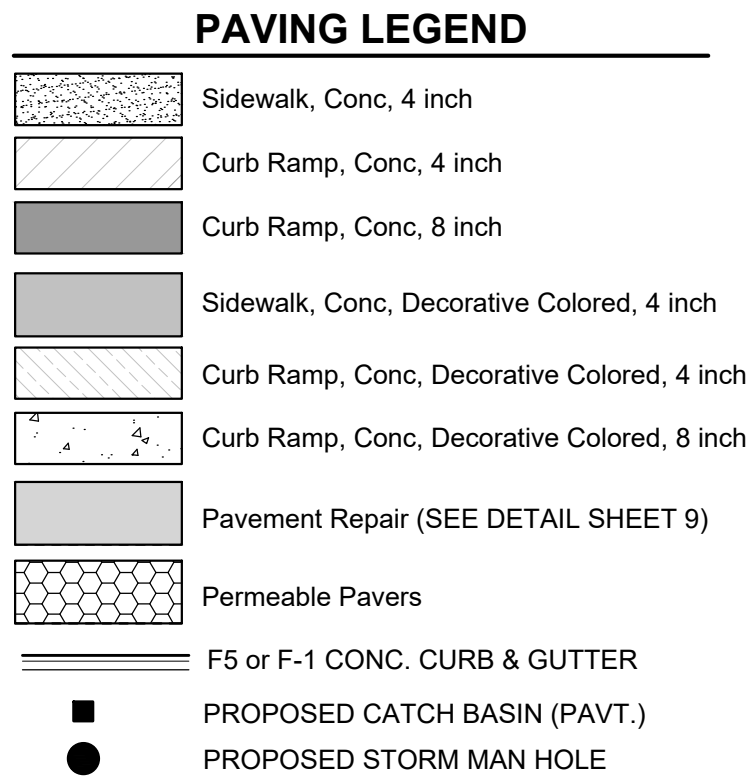 PAVING LEGEND
Sidewalk, Conc, 4 inch
Curb Ramp, Conc, 4 inch
Curb Ramp, Conc, 8 inch
Sidewalk, Conc, Decorative Colored, 4 inch
Curb Ramp, Conc, Decorative Colored, 4 inch
Curb Ramp, Conc, Decorative Colored, 8 inch
Pavement Repair (SEE DETAIL SHEET 9)
Permeable Pavers
F5 or F-1 CONC. CURB & GUTTER
PROPOSED CATCH BASIN (PAVT.)
PROPOSED STORM MAN HOLE